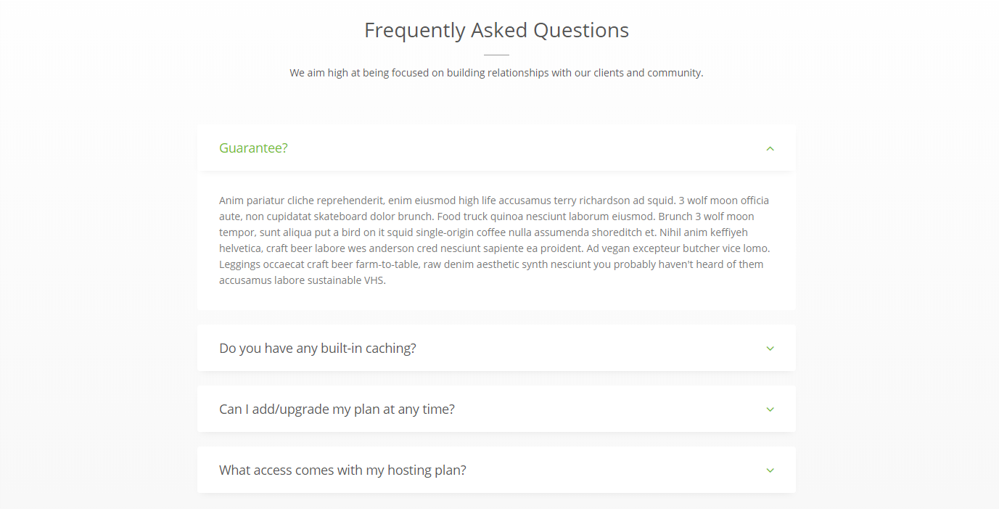 Frequently Asked Questions
We aim high at being focused on building relationships with our clients and community.
Guarantee?
Anim pariatur cliche reprehenderit, enim eiusmod high life accusamus terry richardson ad squid. 3 wolf moon officia
aute, non cupidatat skateboard dolor brunch. Food truck quinoa nesciunt laborum eiusmod. Brunch 3 wolf moon
tempor, sunt aliqua put a bird on it squid single-origin coffee nulla assumenda shoreditch et. Nihil anim keffiyeh
helvetica, craft beer labore wes anderson cred nesciunt sapiente ea proident. Ad vegan excepteur butcher vice lomo.
Leggings occaecat craft beer farm-to-table, raw denim aesthetic synth nesciunt you probably haven't heard of them
accusamus labore sustainable VHS.
Do you have any built-in caching?
Can I add/upgrade my plan at any time?
What access comes with my hosting plan?